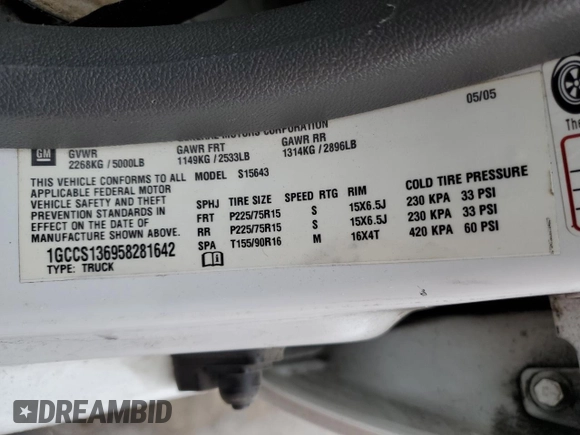 05/05
GM
GENERAL MOTORS CORPORATION
GVWR GAWR FRT GAWR RR
2268KG / 5000LB 1149KG / 2533LB 1314KG / 2896LB
THIS VEHICLE CONFORMS TO ALL
APPLICABLE FEDERAL MOTOR
VEHICLE SAFETY AND THEFT
PREVENTION STANDARDS IN
EFFECT ON THE DATE OF
MANUFACTURE SHOWN ABOVE.
1GCCS136958281642
TYPE: TRUCK
MODEL S15643
SPHJ TIRE SIZE SPEED RTG RIM COLD TIRE PRESSURE
FRT P225/75R15 S 15X6.5J 230 KPA 33 PSI
RR P225/75R15 S 15X6.5J 230 KPA 33 PSI
SPA T155/90R16 M 16X4T 420 KPA 60 PSI
The
DREAMBID